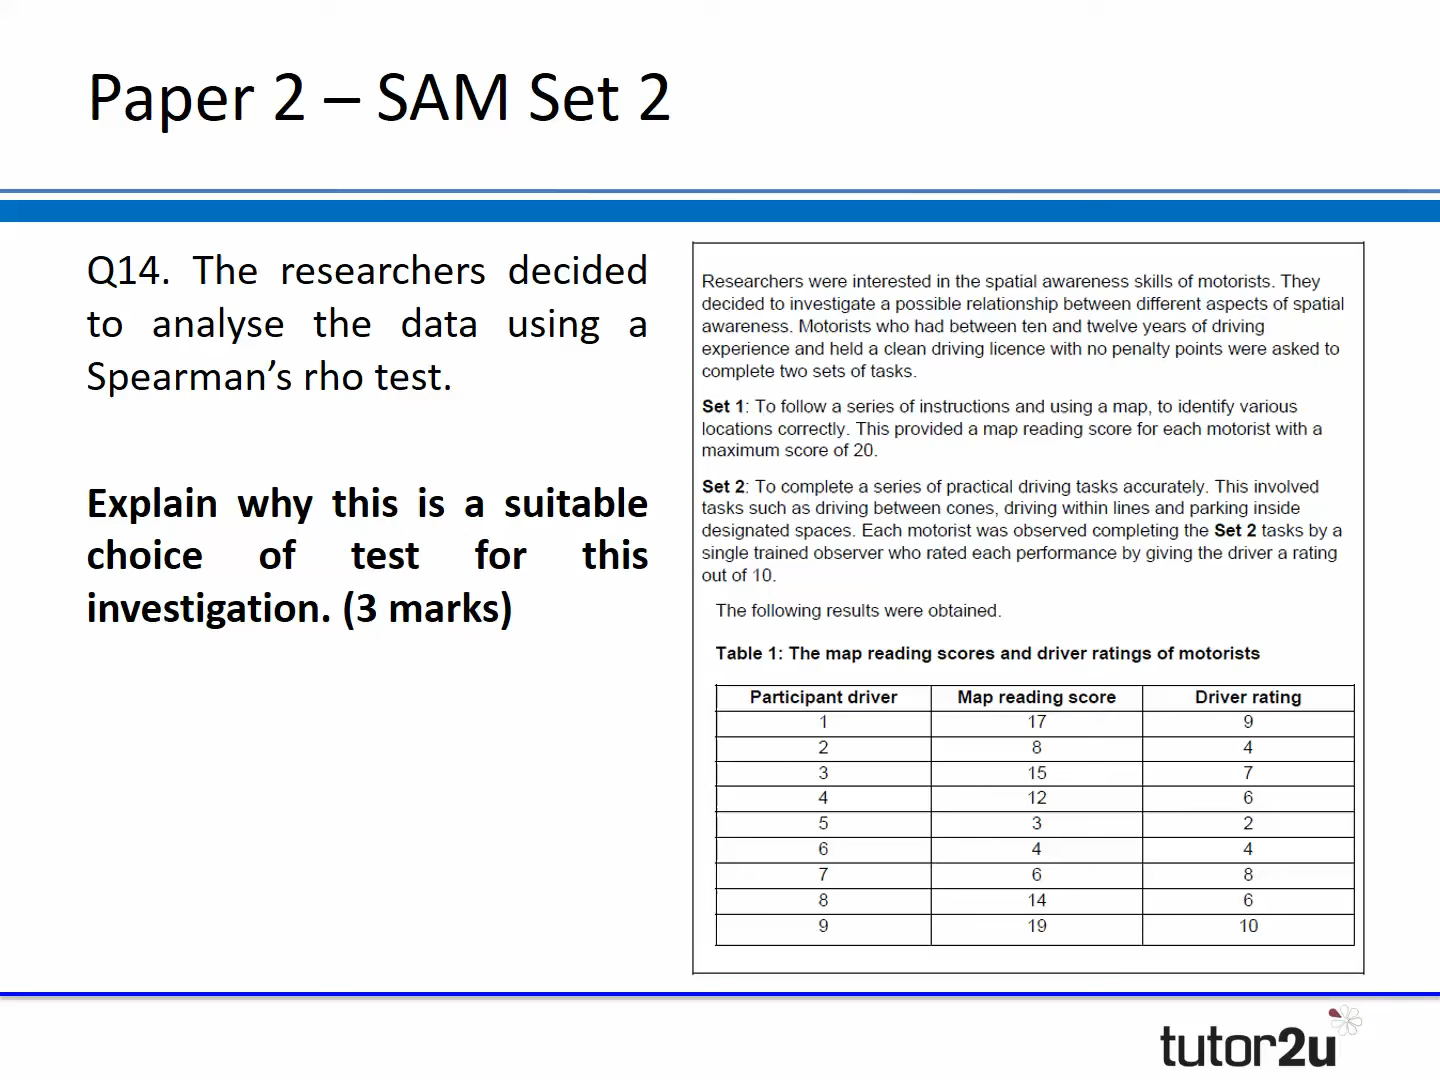 Paper 2 – SAM Set 2
Q14. The researchers decided
to analyse the data using a
Spearman’s rho test.
Explain why this is a suitable
choice of test for this
investigation. (3 marks)
Researchers were interested in the spatial awareness skills of motorists. They
decided to investigate a possible relationship between different aspects of spatial
awareness. Motorists who had between ten and twelve years of driving
experience and held a clean driving licence with no penalty points were asked to
complete two sets of tasks.
Set 1: To follow a series of instructions and using a map, to identify various
locations correctly. This provided a map reading score for each motorist with a
maximum score of 20.
Set 2: To complete a series of practical driving tasks accurately. This involved
tasks such as driving between cones, driving within lines and parking inside
designated spaces. Each motorist was observed completing the Set 2 tasks by a
single trained observer who rated each performance by giving the driver a rating
out of 10.
The following results were obtained.
Table 1: The map reading scores and driver ratings of motorists
Participant driver Map reading score Driver rating
1 17 9
2 8 4
3 15 7
4 12 6
5 3 2
6 4 4
7 6 8
8 14 6
9 19 10
tutor2u